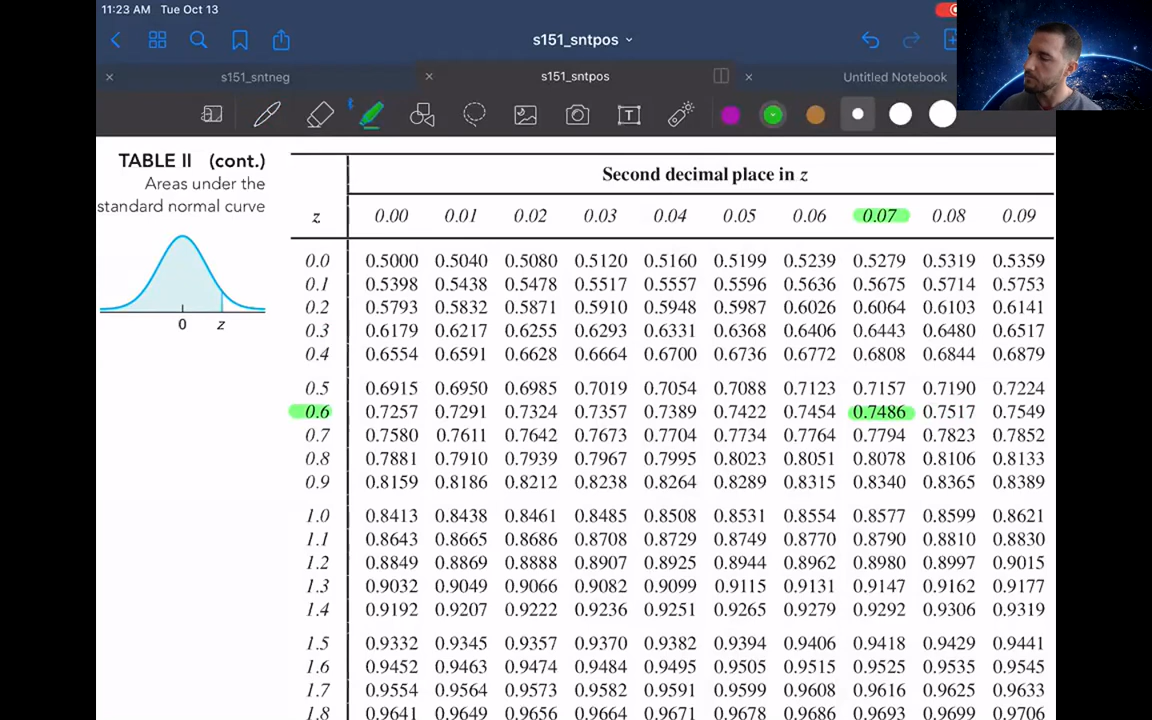 11:23 AM Tue Oct 13
s151_sntpos
s151_sntneg
s151_sntpos
Untitled Notebook
T
TABLE II (cont.)
Areas under the
standard normal curve
0 z
Second decimal place in z
z 0.00 0.01 0.02 0.03 0.04 0.05 0.06 0.07 0.08 0.09
0.0 0.5000 0.5040 0.5080 0.5120 0.5160 0.5199 0.5239 0.5279 0.5319 0.5359
0.1 0.5398 0.5438 0.5478 0.5517 0.5557 0.5596 0.5636 0.5675 0.5714 0.5753
0.2 0.5793 0.5832 0.5871 0.5910 0.5948 0.5987 0.6026 0.6064 0.6103 0.6141
0.3 0.6179 0.6217 0.6255 0.6293 0.6331 0.6368 0.6406 0.6443 0.6480 0.6517
0.4 0.6554 0.6591 0.6628 0.6664 0.6700 0.6736 0.6772 0.6808 0.6844 0.6879
0.5 0.6915 0.6950 0.6985 0.7019 0.7054 0.7088 0.7123 0.7157 0.7190 0.7224
0.6 0.7257 0.7291 0.7324 0.7357 0.7389 0.7422 0.7454 0.7486 0.7517 0.7549
0.7 0.7580 0.7611 0.7642 0.7673 0.7704 0.7734 0.7764 0.7794 0.7823 0.7852
0.8 0.7881 0.7910 0.7939 0.7967 0.7995 0.8023 0.8051 0.8078 0.8106 0.8133
0.9 0.8159 0.8186 0.8212 0.8238 0.8264 0.8289 0.8315 0.8340 0.8365 0.8389
1.0 0.8413 0.8438 0.8461 0.8485 0.8508 0.8531 0.8554 0.8577 0.8599 0.8621
1.1 0.8643 0.8665 0.8686 0.8708 0.8729 0.8749 0.8770 0.8790 0.8810 0.8830
1.2 0.8849 0.8869 0.8888 0.8907 0.8925 0.8944 0.8962 0.8980 0.8997 0.9015
1.3 0.9032 0.9049 0.9066 0.9082 0.9099 0.9115 0.9131 0.9147 0.9162 0.9177
1.4 0.9192 0.9207 0.9222 0.9236 0.9251 0.9265 0.9279 0.9292 0.9306 0.9319
1.5 0.9332 0.9345 0.9357 0.9370 0.9382 0.9394 0.9406 0.9418 0.9429 0.9441
1.6 0.9452 0.9463 0.9474 0.9484 0.9495 0.9505 0.9515 0.9525 0.9535 0.9545
1.7 0.9554 0.9564 0.9573 0.9582 0.9591 0.9599 0.9608 0.9616 0.9625 0.9633
1.8 0.9641 0.9649 0.9656 0.9664 0.9671 0.9678 0.9686 0.9693 0.9699 0.9706